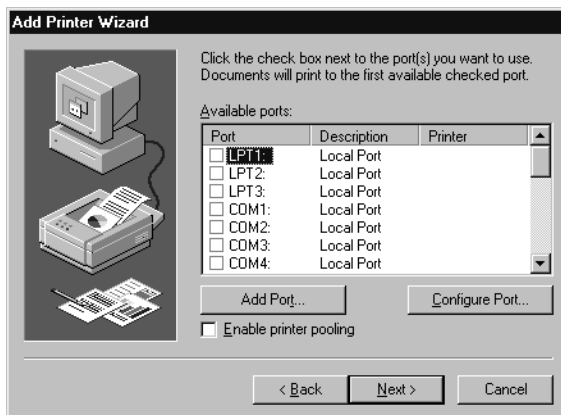 Add Printer Wizard
Click the check box next to the port(s) you want to use.
Documents will print to the first available checked port.
Available ports:
Port Description Printer
LPT1: Local Port
LPT2: Local Port
LPT3: Local Port
COM1: Local Port
COM2: Local Port
COM3: Local Port
COM4: Local Port
Add Port... Configure Port...
Enable printer pooling
< Back Next > Cancel